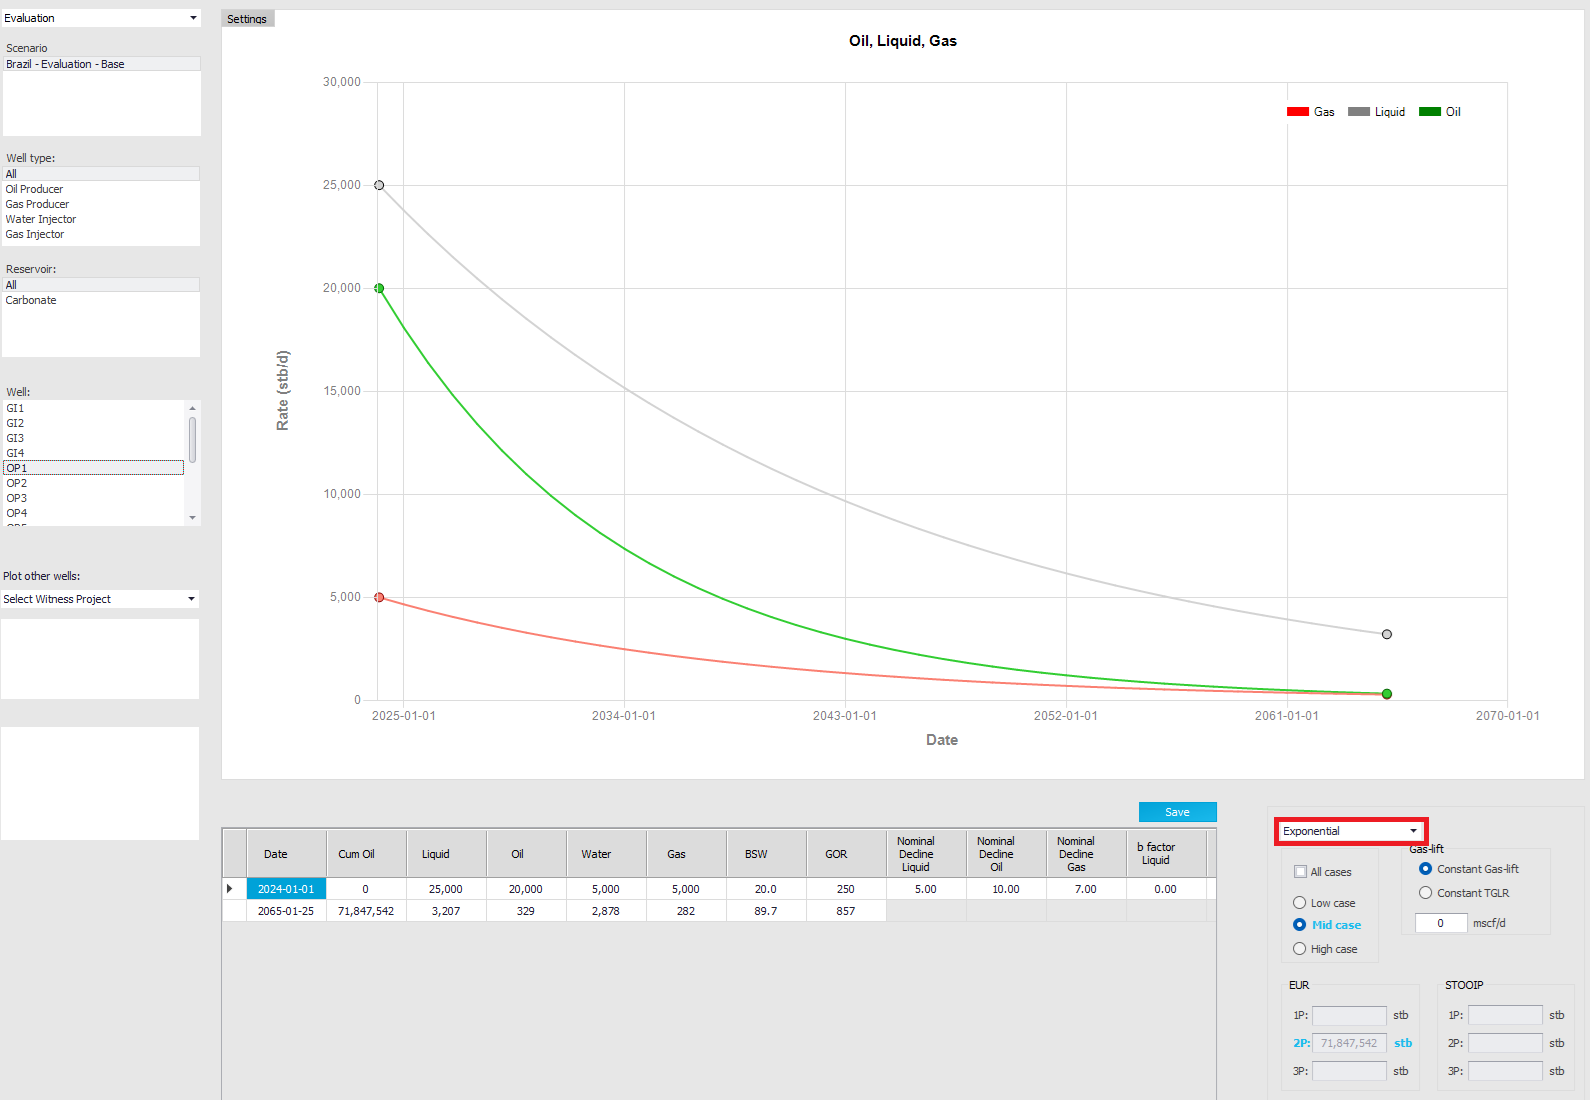 Evaluation
Scenario
Brazil - Evaluation - Base
Well type:
All
Oil Producer
Gas Producer
Water Injector
Gas Injector
Reservoir:
All
Carbonate
Well:
GI1
GI2
GI3
GI4
OP1
OP2
OP3
OP4
Plot other wells:
Select Witness Project
Settings
Oil, Liquid, Gas
Gas Liquid Oil
30,000
25,000
20,000
15,000
10,000
5,000
0
Rate (stb/d)
2025-01-01 2034-01-01 2043-01-01 2052-01-01 2061-01-01 2070-01-01
Date
Save
Date Cum Oil Liquid Oil Water Gas BSW GOR Nominal Decline Liquid Nominal Decline Oil Nominal Decline Gas b factor Liquid
2024-01-01 0 25,000 20,000 5,000 5,000 20.0 250 5.00 10.00 7.00 0.00
2065-01-25 71,847,542 3,207 329 2,878 282 89.7 857
Exponential
All cases
Low case
Mid case
High case
Gas-lift
Constant Gas-lift
Constant TGLR
0 mscf/d
EUR
1P: stb
2P: 71,847,542 stb
3P: stb
STOOIP
1P: stb
2P: stb
3P: stb